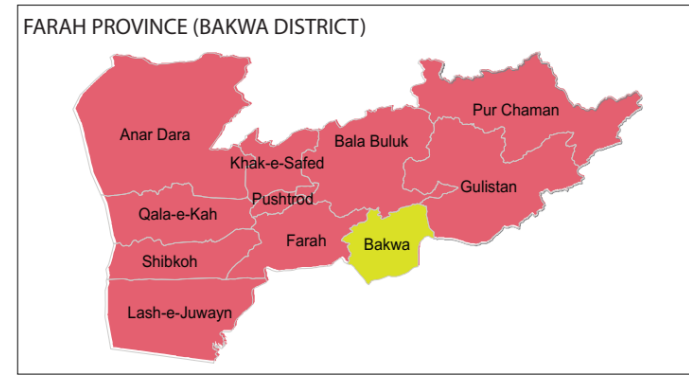 FARAH PROVINCE (BAKWA DISTRICT)
Pur Chaman
Anar Dara
Bala Buluk
Khak-e-Safed
Gulistan
Pushtrod
Qala-e-Kah
Farah
Bakwa
Shibkoh
Lash-e-Juwayn